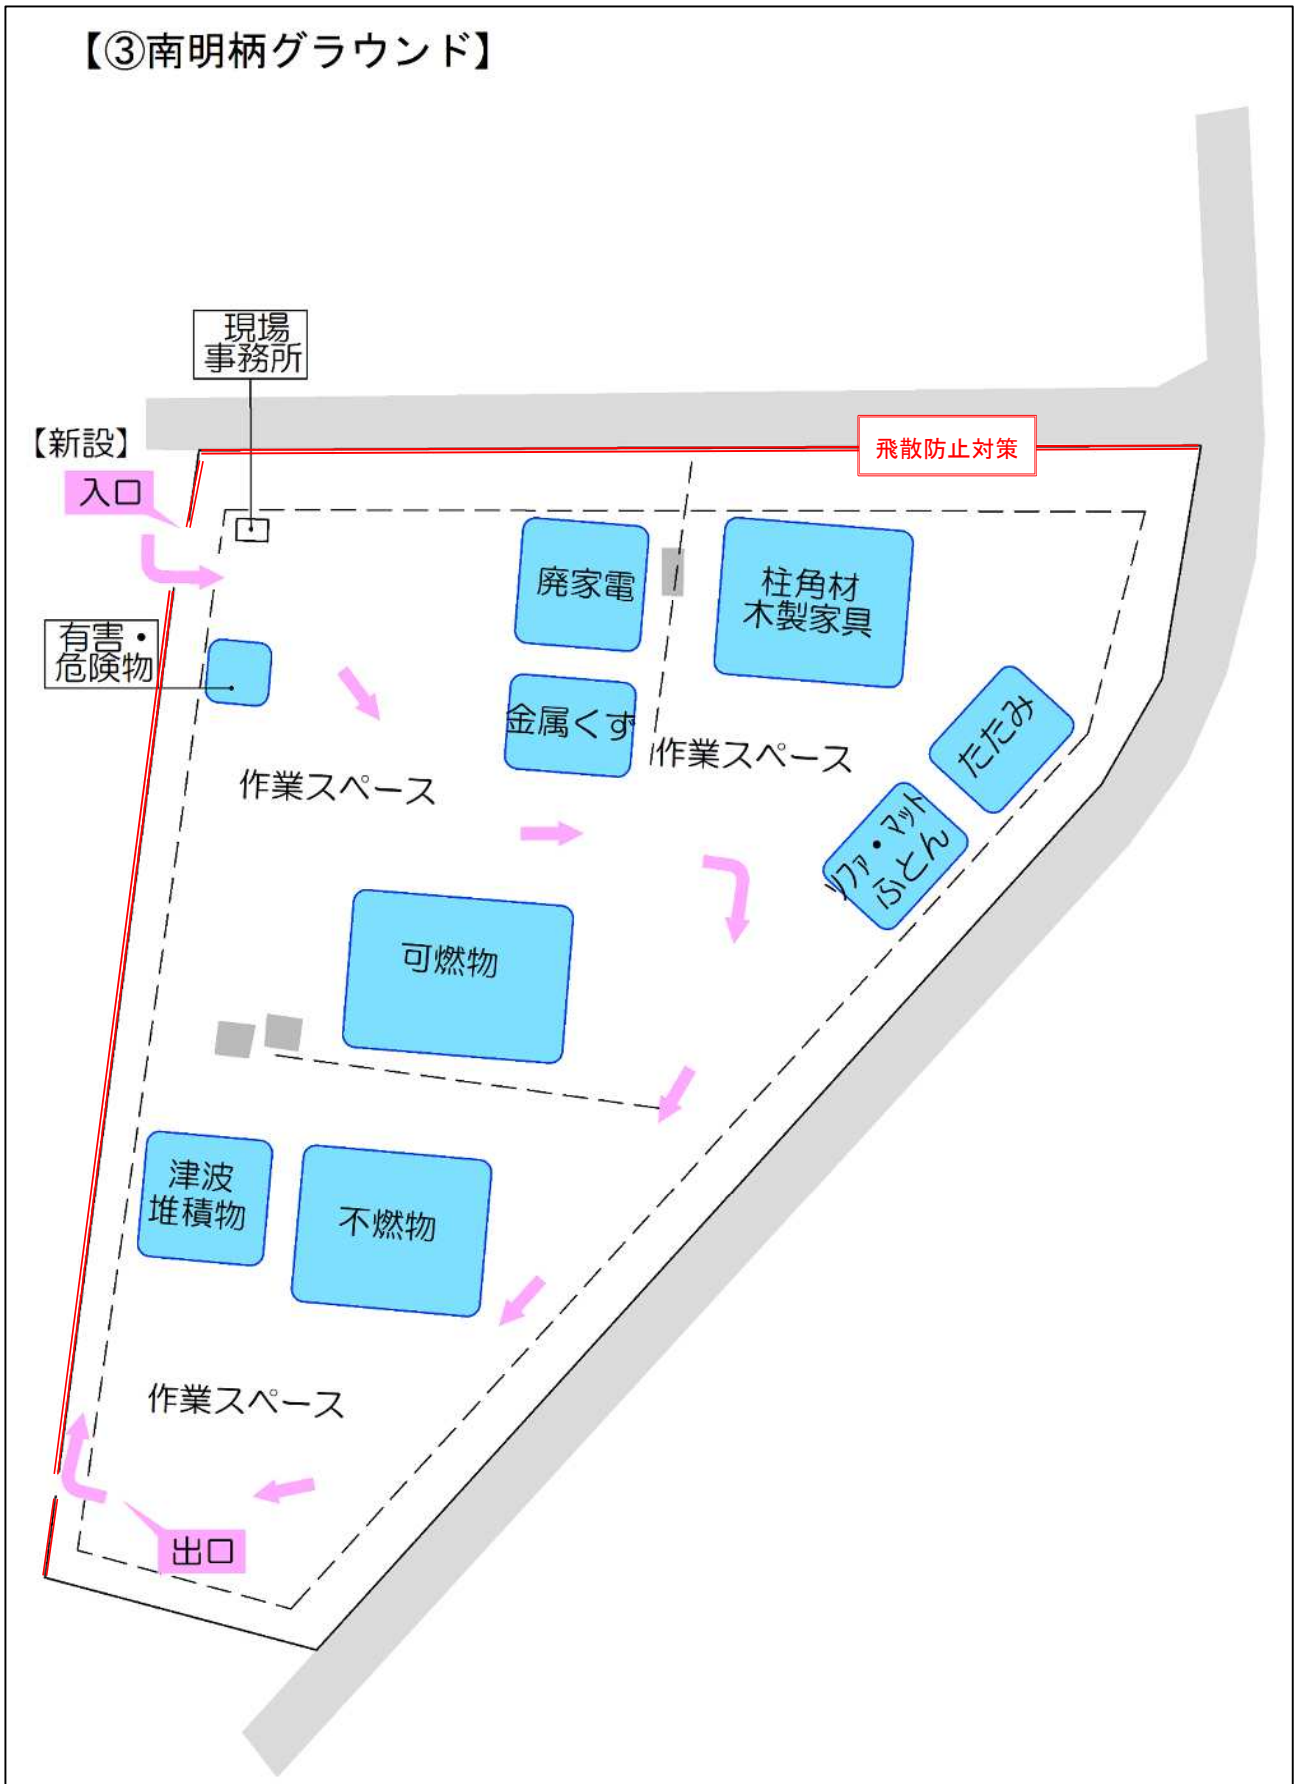 【③南明柄グラウンド】
現場
事務所
【新設】
入口
飛散防止対策
廃家電
柱角材
木製家具
有害・
危険物
金属くず
たたみ
作業スペース
作業スペース
ソファ・マット
ふとん
可燃物
津波
堆積物
不燃物
作業スペース
出口